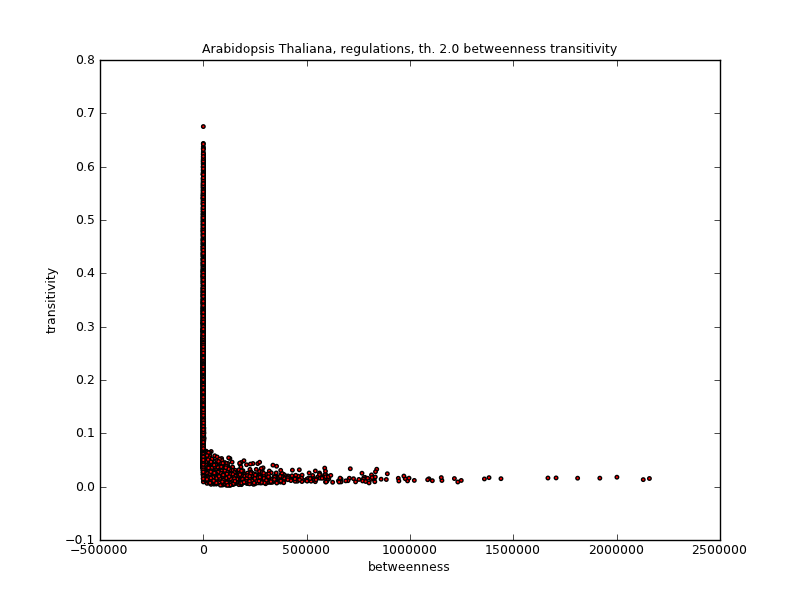 Arabidopsis Thaliana, regulations, th. 2.0 betweenness transitivity
0.8
0.7
0.6
0.5
0.4
0.3
0.2
0.1
0.0
−0.1
transitivity
−500000 0 500000 1000000 1500000 2000000 2500000
betweenness